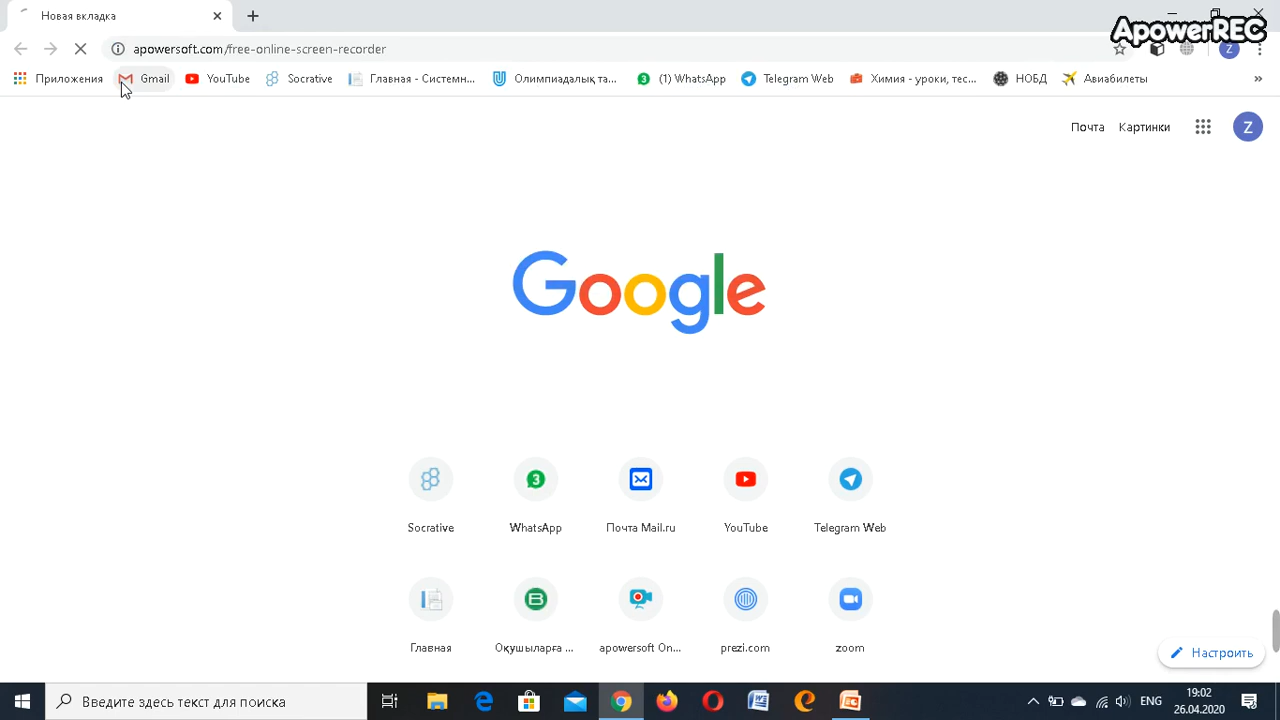 Новая вкладка
ApowerREC
apowersoft.com/free-online-screen-recorder
Z
Приложения Gmail YouTube Socrative Главная - Системн... Олимпиадалық та... (1) WhatsApp Telegram Web Химия - уроки, тес... НОБД Авиабилеты »
Почта Картинки Z
Google
3
Socrative WhatsApp Почта Mail.ru YouTube Telegram Web
B
Главная Оқушыларға ... apowersoft On... prezi.com zoom
Настроить
Введите здесь текст для поиска ENG 19:02
26.04.2020